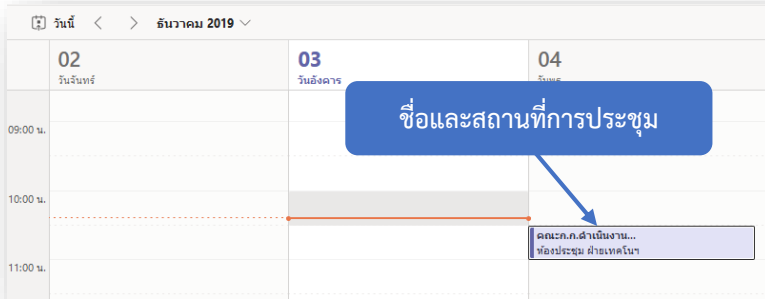 วันนี้ < > ธันวาคม 2019
02
วันจันทร์
03
วันอังคาร
04
วันพุธ
ชื่อและสถานที่การประชุม
09:00 น.
10:00 น.
คณะก.ก.ดำเนินงาน...
ห้องประชุม ฝ่ายเทคโนฯ
11:00 น.